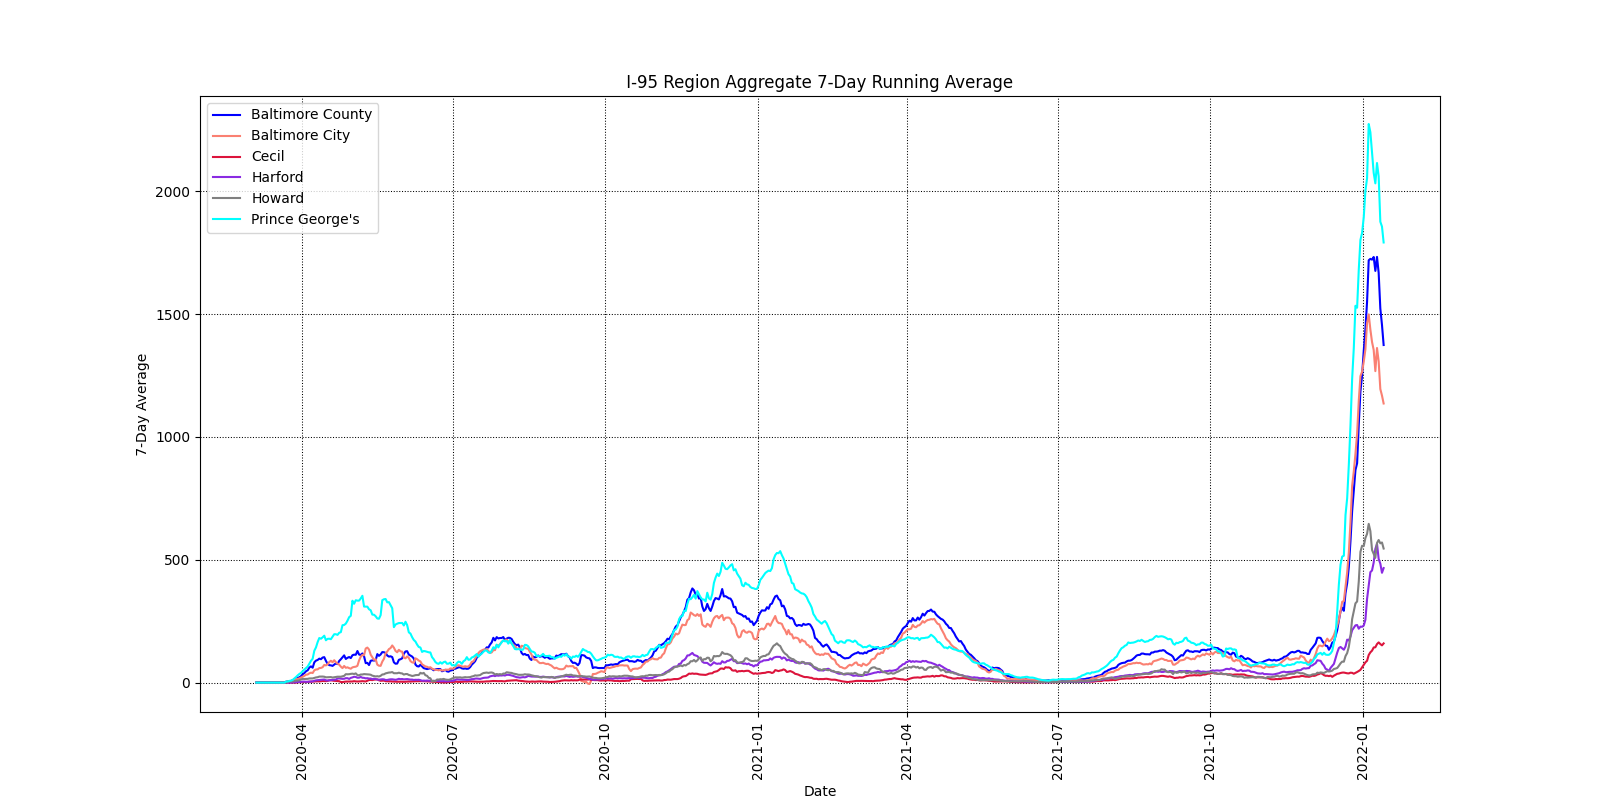 I-95 Region Aggregate 7-Day Running Average
Baltimore County
Baltimore City
Cecil
Harford
Howard
Prince George's
2000
1500
1000
500
0
7-Day Average
2020-04
2020-07
2020-10
2021-01
2021-04
2021-07
2021-10
2022-01
Date